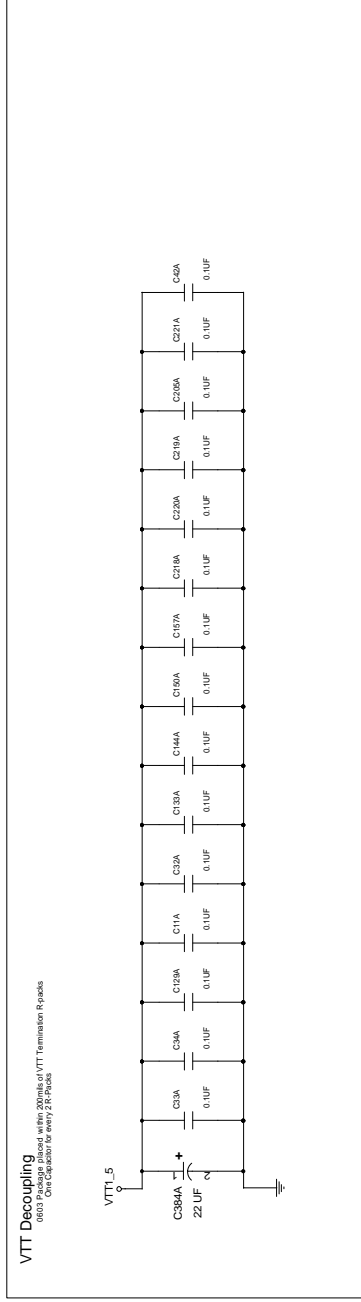 VTT Decoupling
0603 Package placed within 200mils of VTT Termination R-packs
One Capacitor for every 2 R-Packs
VTT1_5
C384A
1
+
2
22 UF
C33A
0.1UF
C34A
0.1UF
C129A
0.1UF
C11A
0.1UF
C32A
0.1UF
C133A
0.1UF
C144A
0.1UF
C150A
0.1UF
C157A
0.1UF
C218A
0.1UF
C220A
0.1UF
C219A
0.1UF
C205A
0.1UF
C221A
0.1UF
C42A
0.1UF